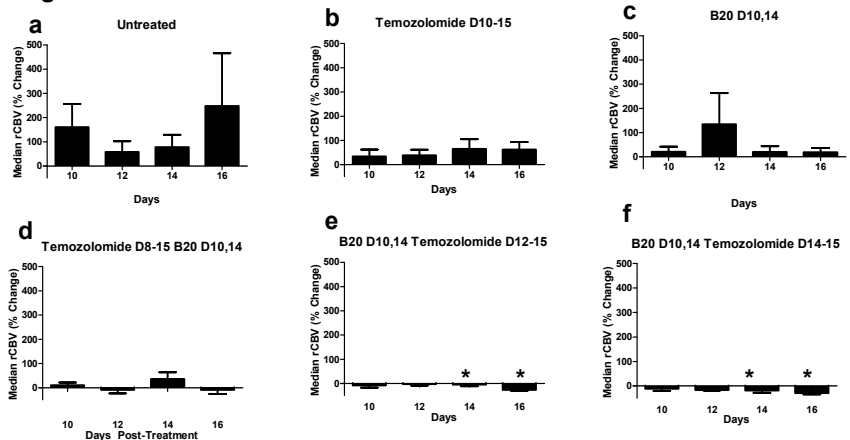 a
Untreated
Median rCBV (% Change)
500
400
300
200
100
0
10 12 14 16
Days
b
Temozolomide D10-15
Median rCBV (% Change)
500
400
300
200
100
0
10 12 14 16
Days
c
B20 D10,14
Median rCBV (% Change)
500
400
300
200
100
0
10 12 14 16
Days
d
Temozolomide D8-15 B20 D10,14
Median rCBV (% Change)
500
400
300
200
100
0
10 12 14 16
Days Post-Treatment
e
B20 D10,14 Temozolomide D12-15
Median rCBV (% Change)
500
400
300
200
100
0
* *
10 12 14 16
Days
f
B20 D10,14 Temozolomide D14-15
Median rCBV (% Change)
500
400
300
200
100
0
* *
10 12 14 16
Days